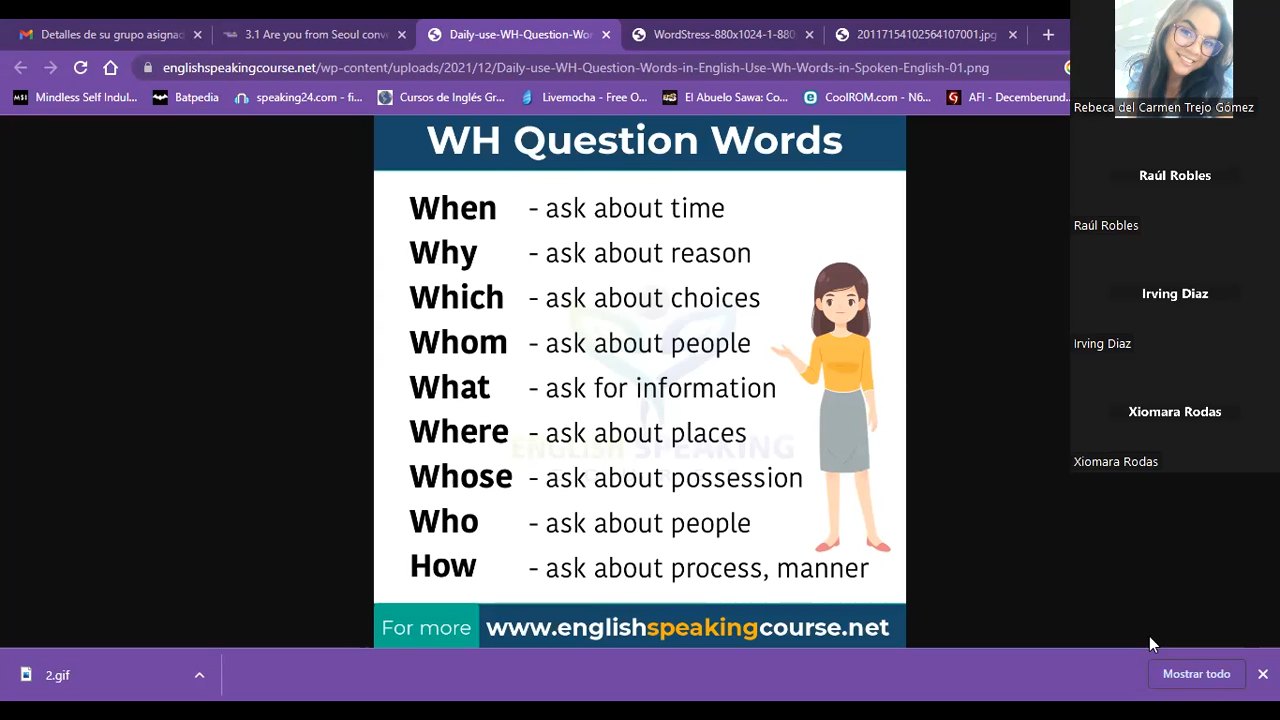 Detalles de su grupo asignac
3.1 Are you from Seoul conv
Daily-use-WH-Question-Wo
WordStress-880x1024-1-880
20117154102564107001.jpg
englishspeakingcourse.net/wp-content/uploads/2021/12/Daily-use-WH-Question-Words-in-English-Use-Wh-Words-in-Spoken-English-01.png
Mindless Self Indul...
Batpedia
speaking24.com - fi...
Cursos de Inglés Gr...
Livemocha - Free O...
El Abuelo Sawa: Co...
CoolROM.com - N6...
AFI - Decemberund...
WH Question Words
When - ask about time
Why - ask about reason
Which - ask about choices
Whom - ask about people
What - ask for information
Where - ask about places
Whose - ask about possession
Who - ask about people
How - ask about process, manner
ENGLISH SPEAKING
For more www.englishspeakingcourse.net
Rebeca del Carmen Trejo Gómez
Raúl Robles
Raúl Robles
Irving Diaz
Irving Diaz
Xiomara Rodas
Xiomara Rodas
2.gif
Mostrar todo